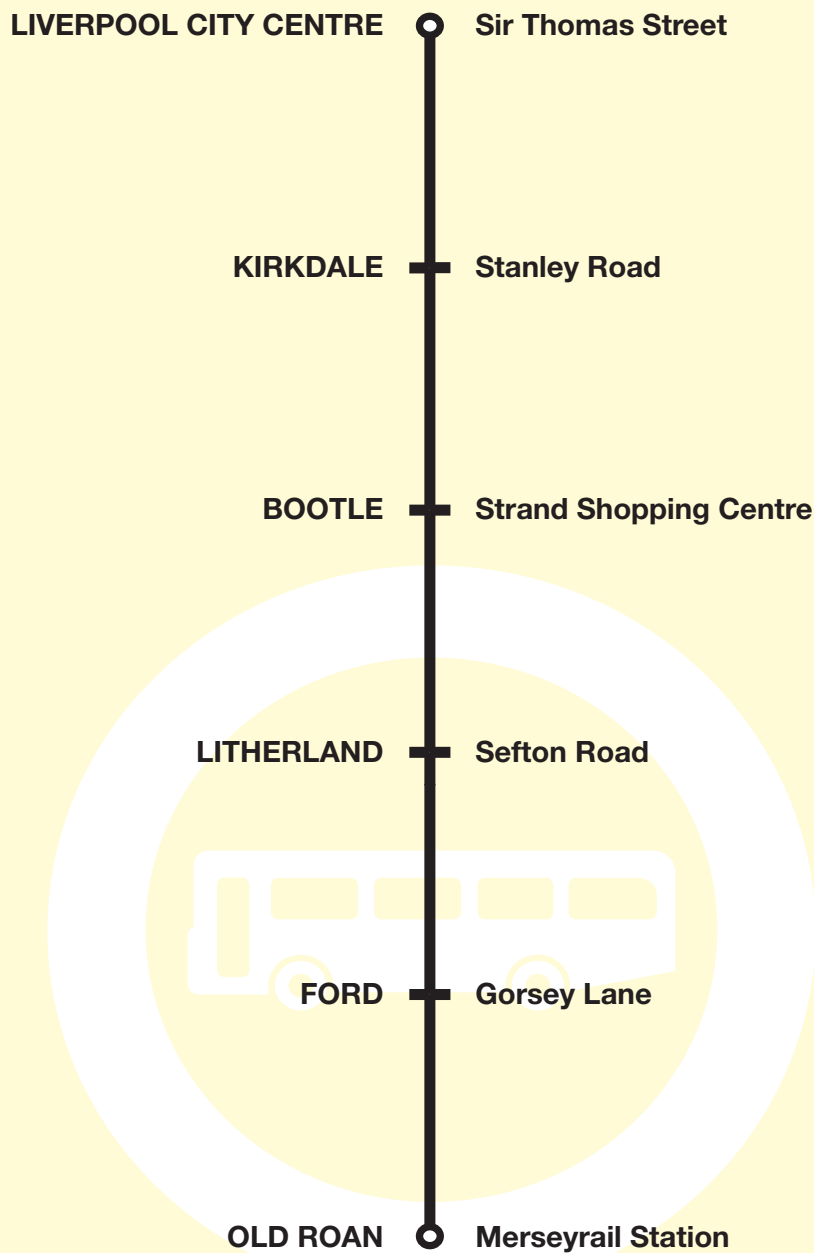 LIVERPOOL CITY CENTRE Sir Thomas Street
KIRKDALE Stanley Road
BOOTLE Strand Shopping Centre
LITHERLAND Sefton Road
FORD Gorsey Lane
OLD ROAN Merseyrail Station